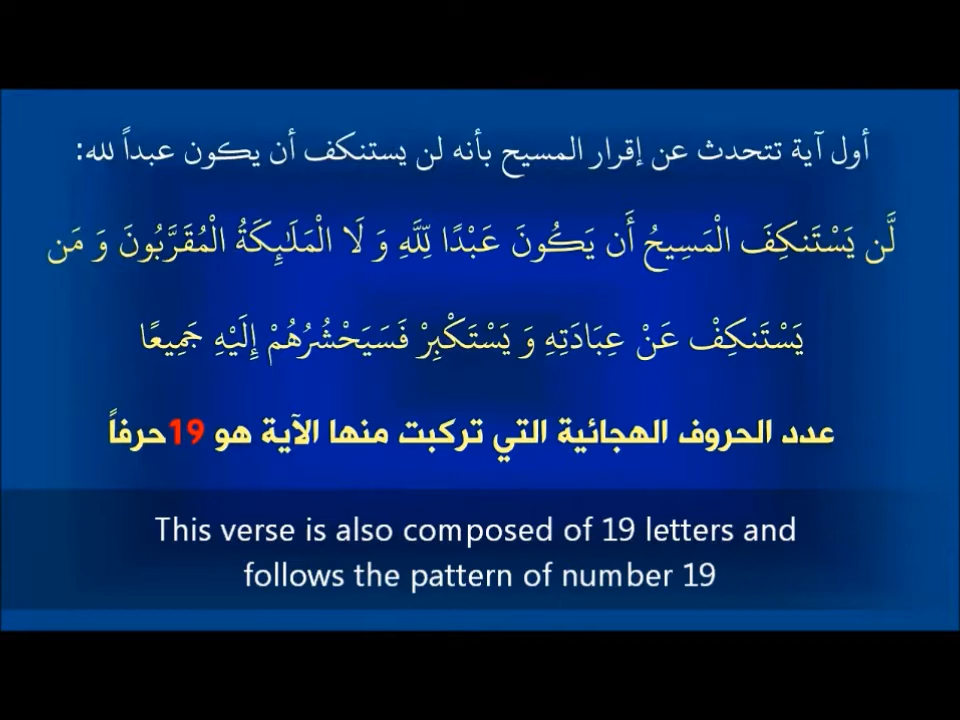 أول آية تتحدث عن إقرار المسيح بأنه لن يستنكف أن يكون عبداً لله:
لَّن يَسْتَنكِفَ الْمَسِيحُ أَن يَكُونَ عَبْدًا لِّلَّهِ وَ لَا الْمَلَٰئِكَةُ الْمُقَرَّبُونَ وَ مَن
يَسْتَنكِفْ عَنْ عِبَادَتِهِ وَ يَسْتَكْبِرْ فَسَيَحْشُرُهُمْ إِلَيْهِ جَمِيعًا
عدد الحروف الهجائية التي تركبت منها الآية هو 19حرفاً
This verse is also composed of 19 letters and
follows the pattern of number 19